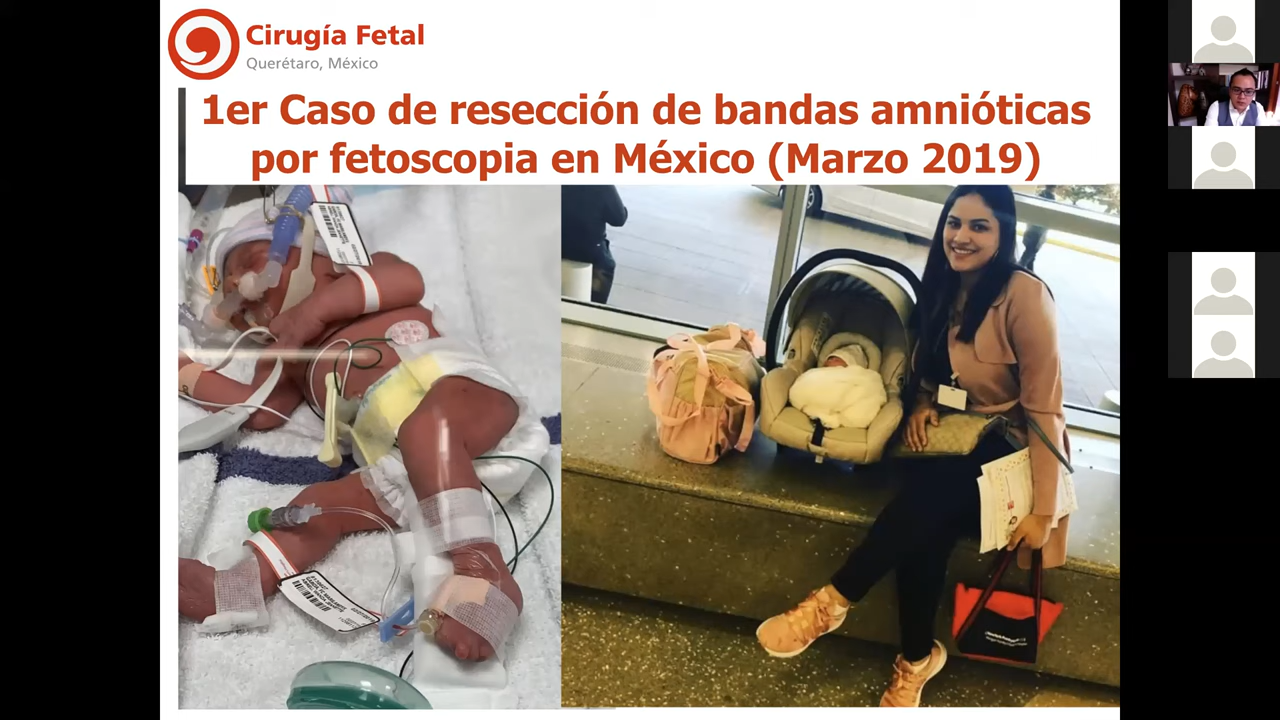 Cirugía Fetal
Querétaro, México
1er Caso de resección de bandas amnióticas
por fetoscopia en México (Marzo 2019)